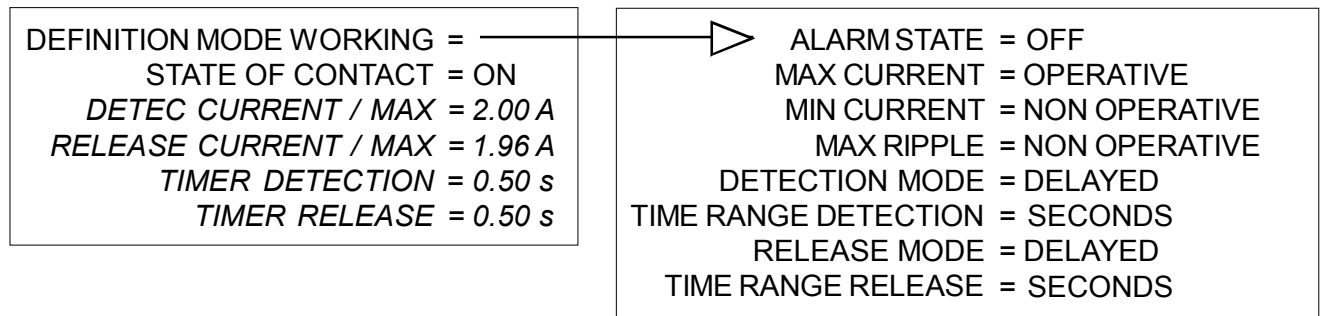 DEFINITION MODE WORKING =
STATE OF CONTACT = ON
DETEC CURRENT / MAX = 2.00 A
RELEASE CURRENT / MAX = 1.96 A
TIMER DETECTION = 0.50 s
TIMER RELEASE = 0.50 s
ALARM STATE = OFF
MAX CURRENT = OPERATIVE
MIN CURRENT = NON OPERATIVE
MAX RIPPLE = NON OPERATIVE
DETECTION MODE = DELAYED
TIME RANGE DETECTION = SECONDS
RELEASE MODE = DELAYED
TIME RANGE RELEASE = SECONDS